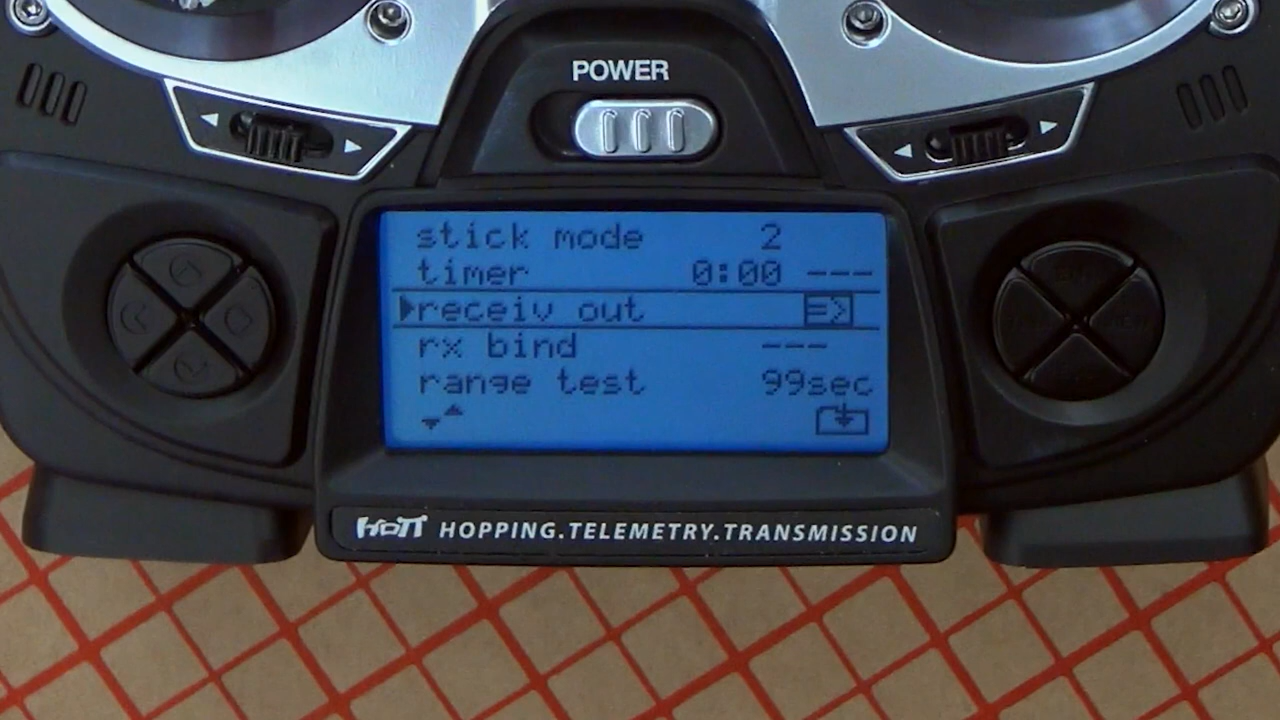 POWER
stick mode 2
timer 0:00 ---
receiv out =>
rx bind ---
range test 99sec
HoTT HOPPING.TELEMETRY.TRANSMISSION